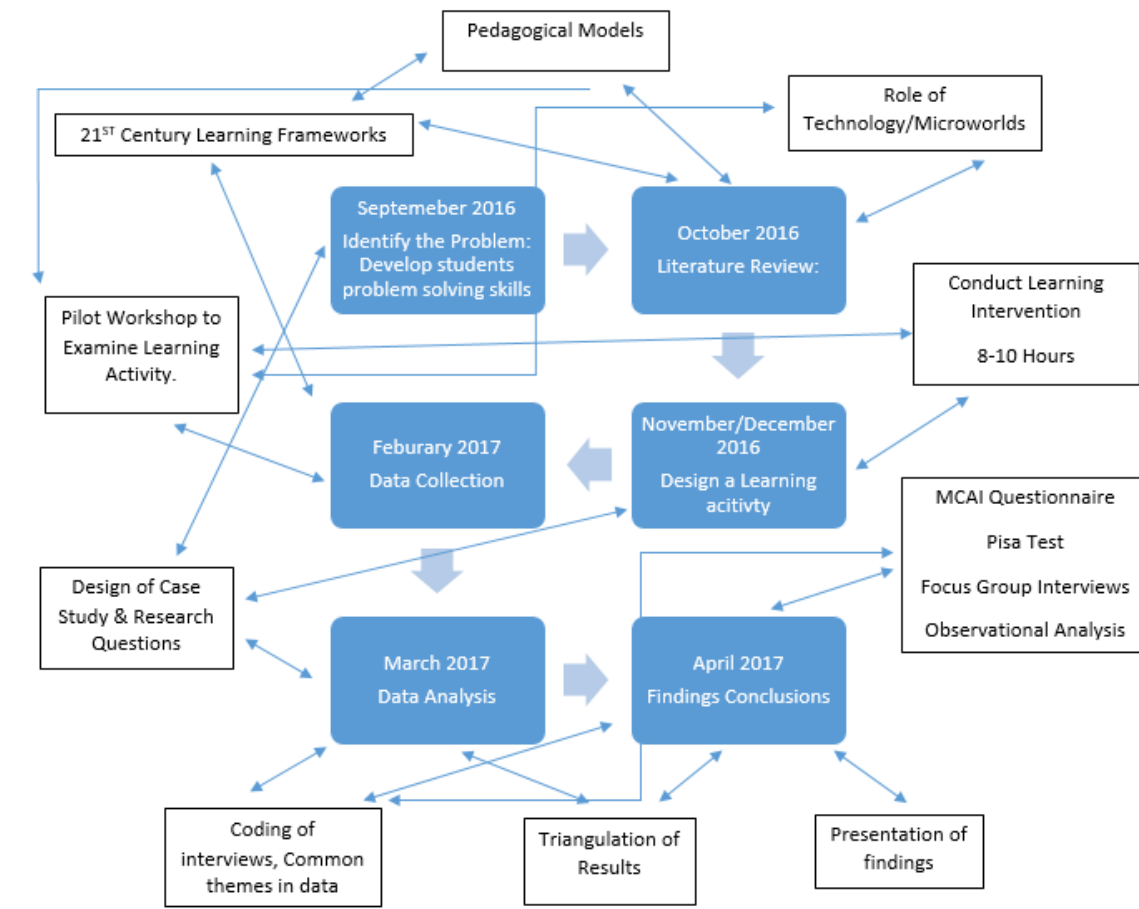 Pedagogical Models
Role of
Technology/Microworlds
21ST Century Learning Frameworks
Septemeber 2016
Identify the Problem:
Develop students
problem solving skills
October 2016
Literature Review:
Conduct Learning
Intervention
8-10 Hours
Pilot Workshop to
Examine Learning
Activity.
Feburary 2017
Data Collection
November/December
2016
Design a Learning
acitivty
MCAI Questionnaire
Pisa Test
Focus Group Interviews
Observational Analysis
Design of Case
Study & Research
Questions
March 2017
Data Analysis
April 2017
Findings Conclusions
Coding of
interviews, Common
themes in data
Triangulation of
Results
Presentation of
findings